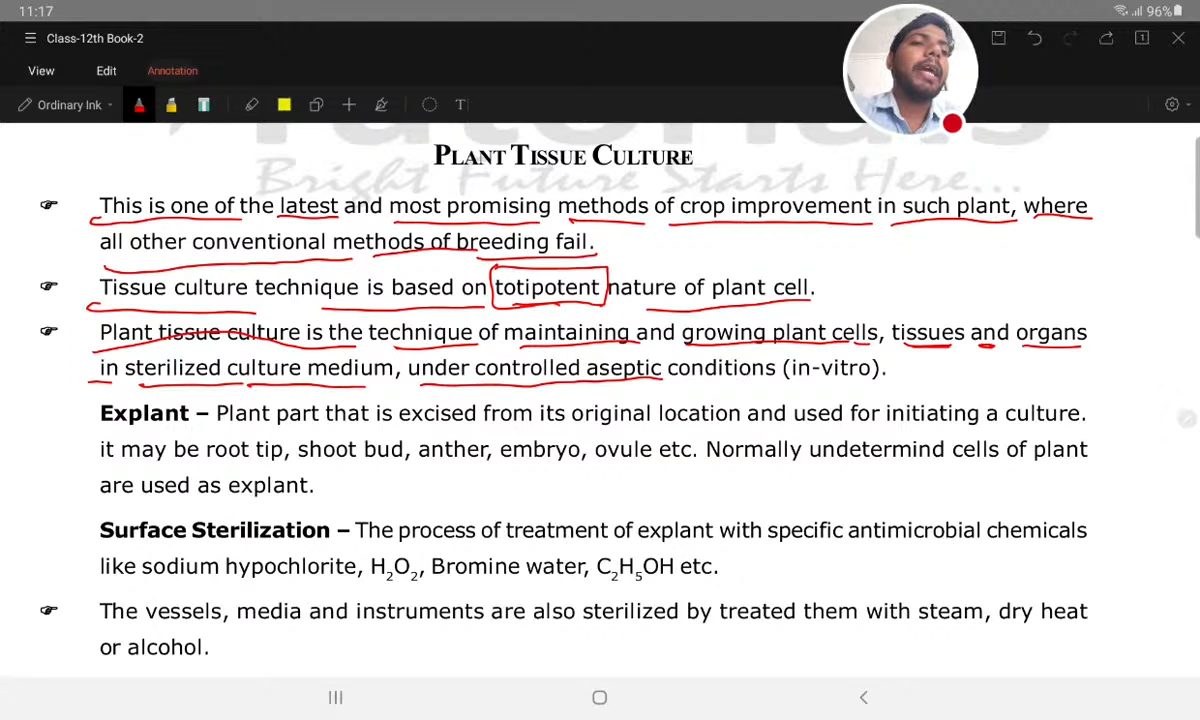 11:17
96%
Class-12th Book-2
1
View Edit Annotation
Ordinary Ink
T
Bright Future Starts Here...
PLANT TISSUE CULTURE
This is one of the latest and most promising methods of crop improvement in such plant, where
all other conventional methods of breeding fail.
Tissue culture technique is based on totipotent nature of plant cell.
Plant tissue culture is the technique of maintaining and growing plant cells, tissues and organs
in sterilized culture medium, under controlled aseptic conditions (in-vitro).
Explant – Plant part that is excised from its original location and used for initiating a culture.
it may be root tip, shoot bud, anther, embryo, ovule etc. Normally undetermind cells of plant
are used as explant.
Surface Sterilization – The process of treatment of explant with specific antimicrobial chemicals
like sodium hypochlorite, H₂O₂, Bromine water, C₂H₅OH etc.
The vessels, media and instruments are also sterilized by treated them with steam, dry heat
or alcohol.